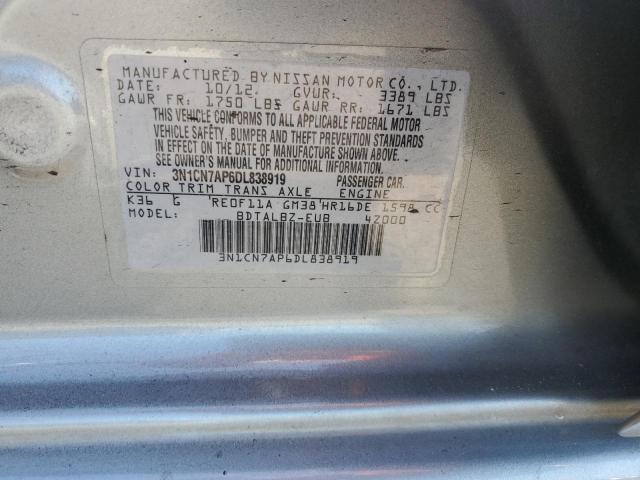 MANUFACTURED BY NISSAN MOTOR CO., LTD.
DATE: 10/12 GVWR: 3389 LBS
GAWR FR: 1750 LBS GAWR RR: 1671 LBS
THIS VEHICLE CONFORMS TO ALL APPLICABLE FEDERAL MOTOR
VEHICLE SAFETY, BUMPER AND THEFT PREVENTION STANDARDS
IN EFFECT ON THE DATE OF MANUFACTURE SHOWN ABOVE.
SEE OWNER'S MANUAL FOR ADDITIONAL INFORMATION.
VIN: 3N1CN7AP6DL838919 PASSENGER CAR.
COLOR TRIM TRANS AXLE ENGINE
K36 G RE0F11A GM38 HR16DE 1598 CC
MODEL: BDTALBZ-EUB 42000
3N1CN7AP6DL838919